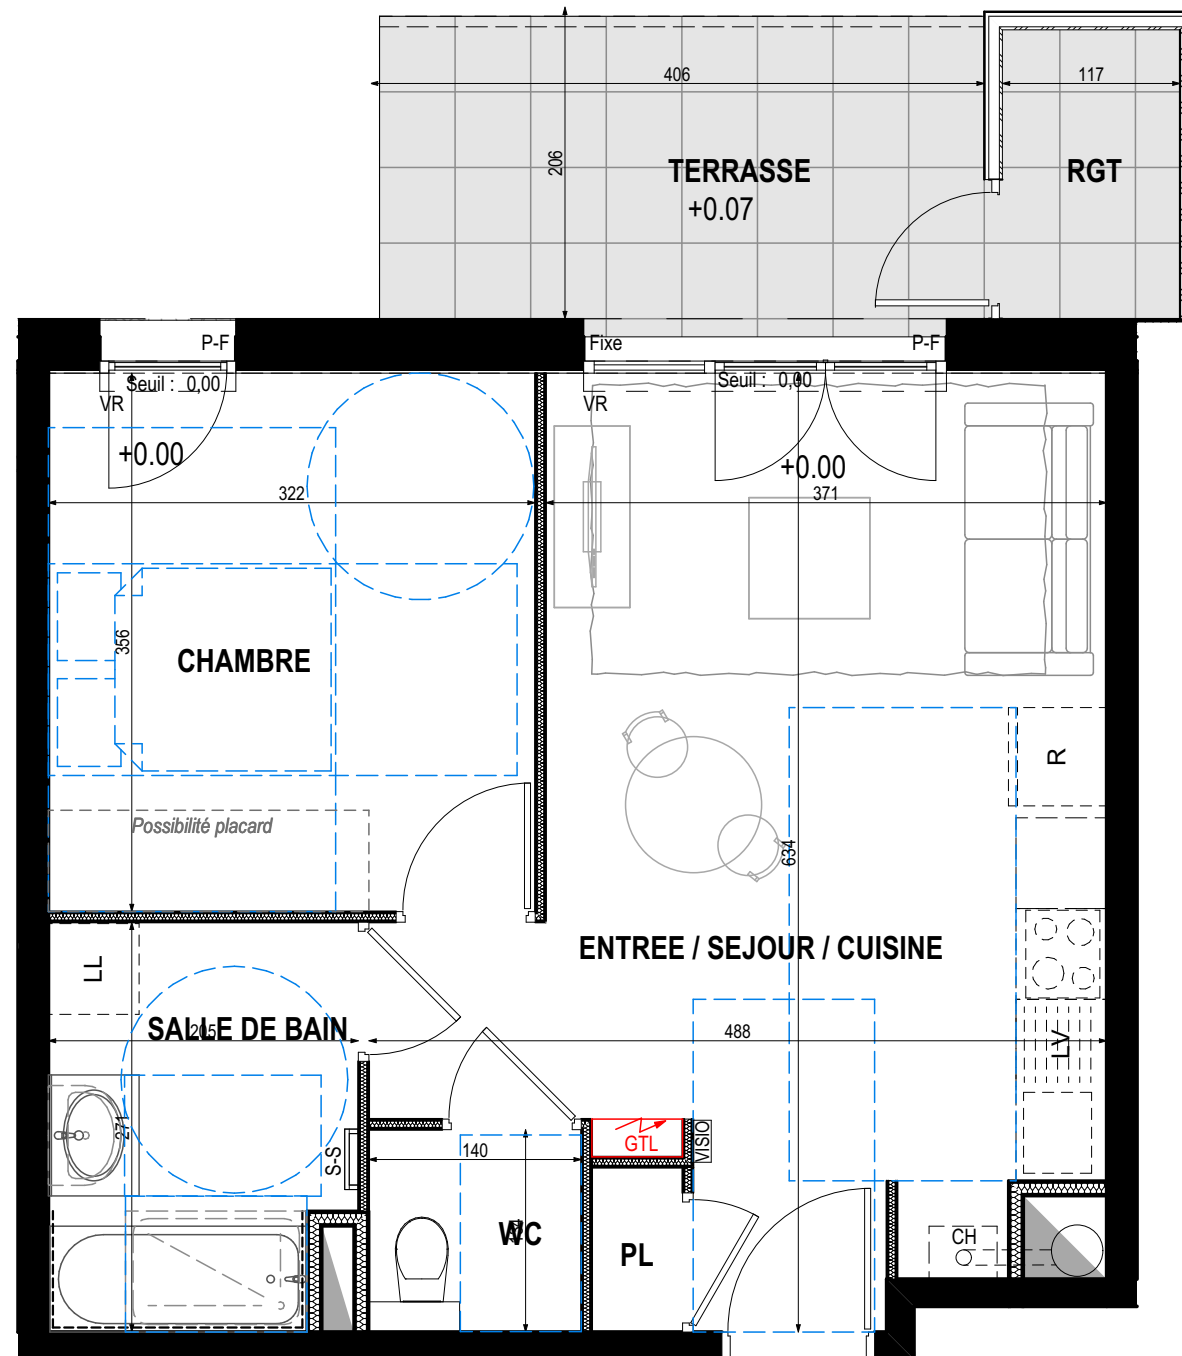 406
117
206
TERRASSE
+0.07
RGT
P-F
Fixe
P-F
Seuil : 0,00
VR
Seuil : 0,00
VR
+0.00
+0.00
322
371
356
CHAMBRE
R
Possibilité placard
634
ENTREE / SEJOUR / CUISINE
LL
SALLE DE BAIN
205
488
LV
271
GTL
VISIO
S-S
140
WC
PL
CH